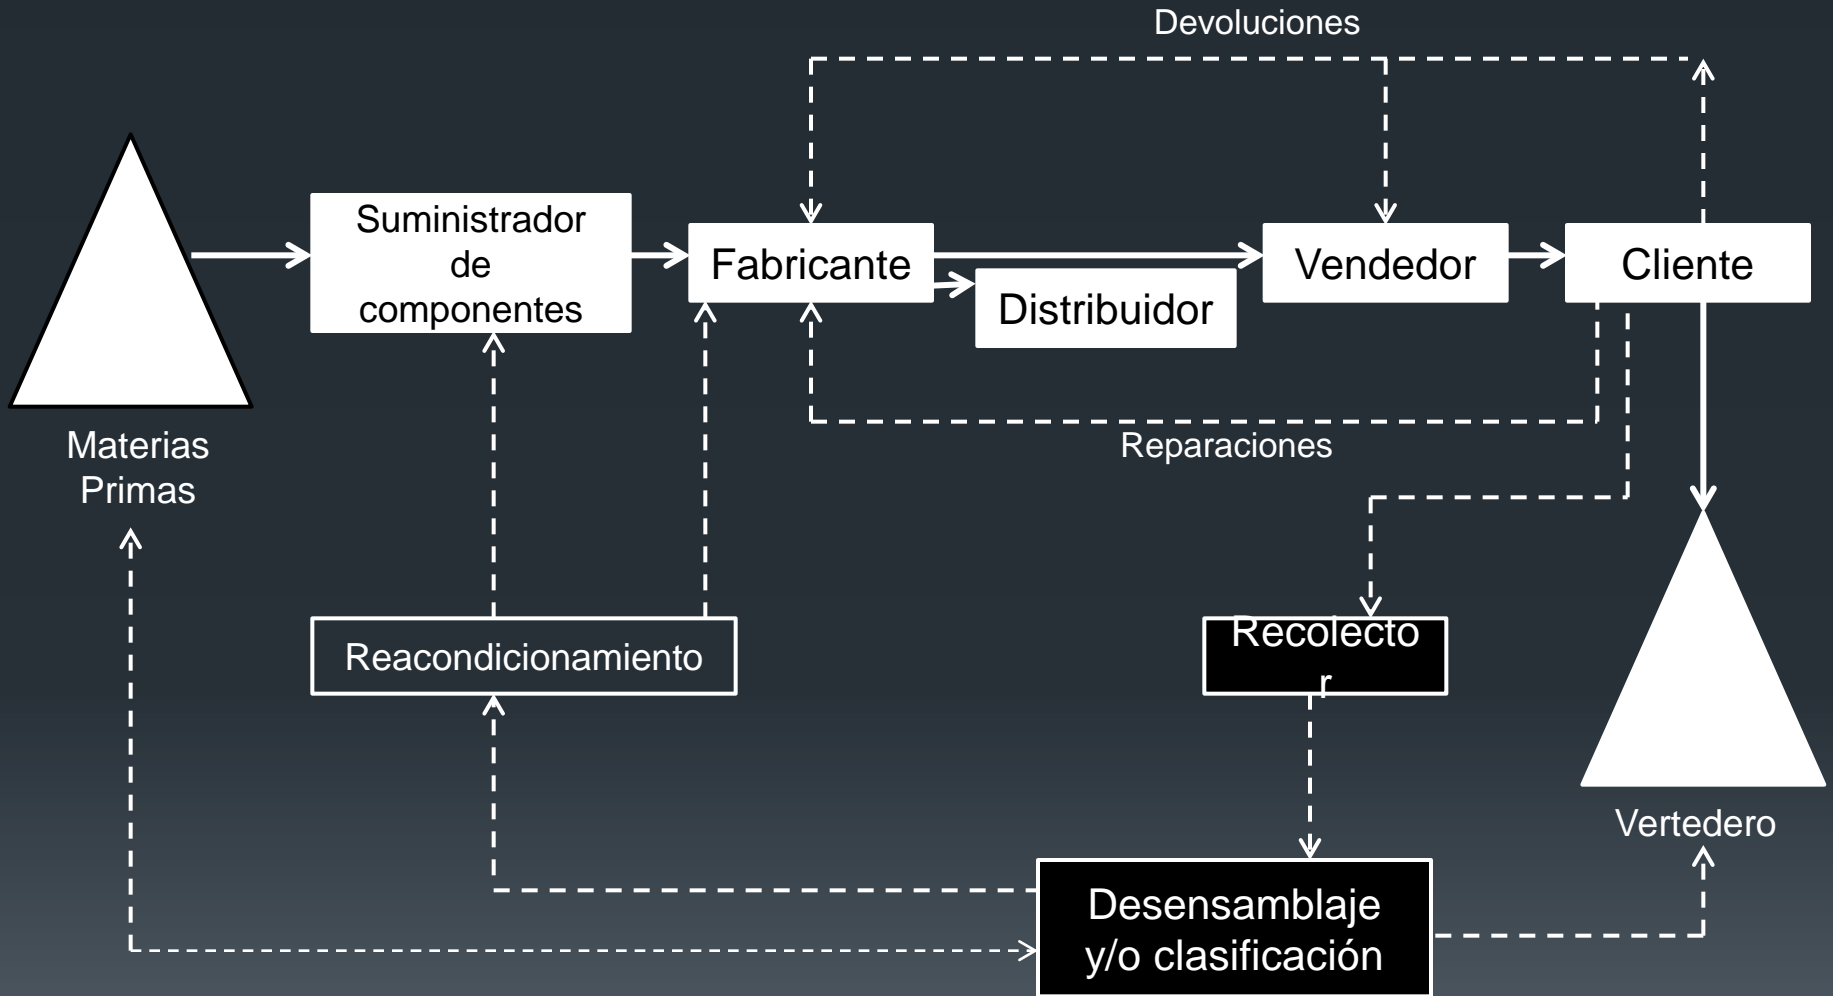 Devoluciones
Suministrador
de
componentes
Fabricante
Vendedor
Cliente
Distribuidor
Materias
Primas
Reparaciones
Reacondicionamiento
Recolecto
r
Vertedero
Desensamblaje
y/o clasificación